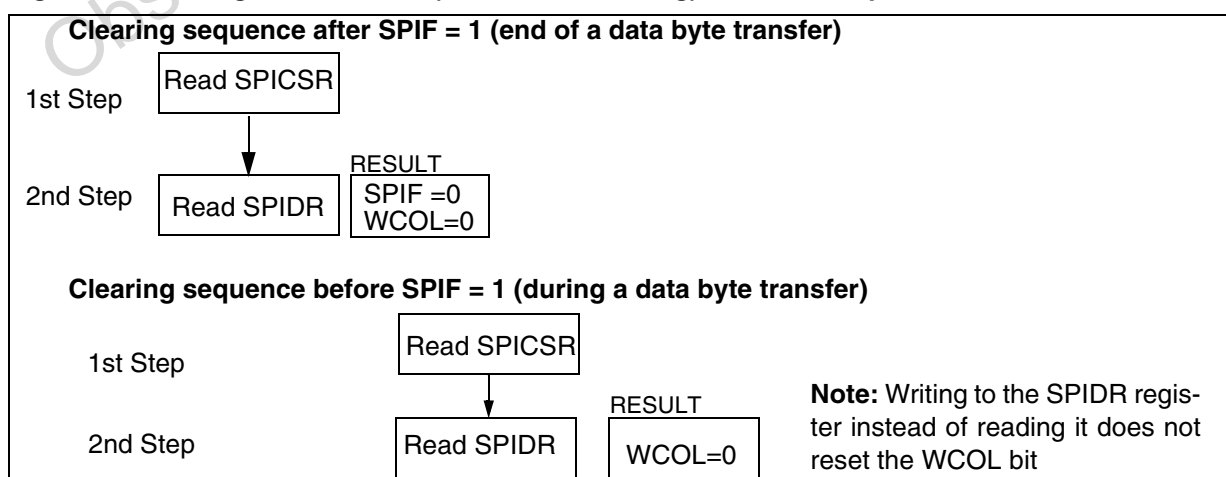 Clearing sequence after SPIF = 1 (end of a data byte transfer)
Read SPICSR
1st Step
RESULT
2nd Step
Read SPIDR
SPIF =0
WCOL=0
Clearing sequence before SPIF = 1 (during a data byte transfer)
1st Step
Read SPICSR
RESULT
2nd Step
Read SPIDR
WCOL=0
Note: Writing to the SPIDR regis-
ter instead of reading it does not
reset the WCOL bit